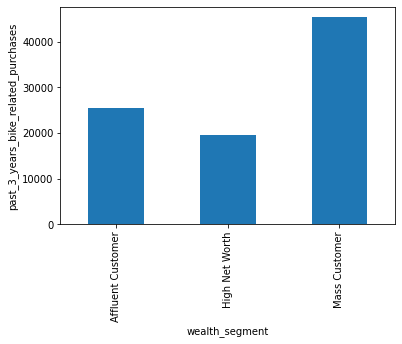 past_3_years_bike_related_purchases
40000
30000
20000
10000
0
Affluent Customer
High Net Worth
Mass Customer
wealth_segment